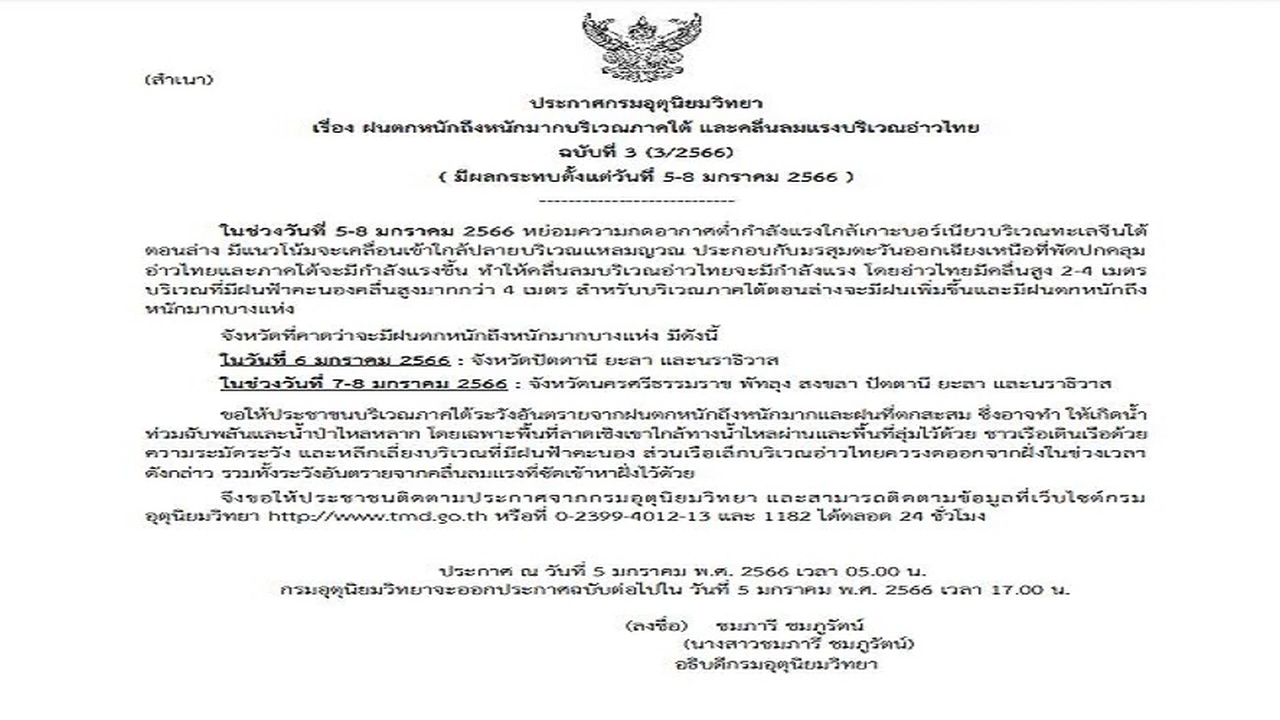 (สำเนา)
ประกาศกรมอุตุนิยมวิทยา
เรื่อง ฝนตกหนักถึงหนักมากบริเวณภาคใต้ และคลื่นลมแรงบริเวณอ่าวไทย
ฉบับที่ 3 (3/2566)
( มีผลกระทบตั้งแต่วันที่ 5-8 มกราคม 2566 )
---------------------------
ในช่วงวันที่ 5-8 มกราคม 2566 หย่อมความกดอากาศต่ำกำลังแรงใกล้เกาะบอร์เนียวบริเวณทะเลจีนใต้
ตอนล่าง มีแนวโน้มจะเคลื่อนเข้าใกล้ปลายบริเวณแหลมญวณ ประกอบกับมรสุมตะวันออกเฉียงเหนือที่พัดปกคลุม
อ่าวไทยและภาคใต้จะมีกำลังแรงขึ้น ทำให้คลื่นลมบริเวณอ่าวไทยจะมีกำลังแรง โดยอ่าวไทยมีคลื่นสูง 2-4 เมตร
บริเวณที่มีฝนฟ้าคะนองคลื่นสูงมากกว่า 4 เมตร สำหรับบริเวณภาคใต้ตอนล่างจะมีฝนเพิ่มขึ้นและมีฝนตกหนักถึง
หนักมากบางแห่ง
จังหวัดที่คาดว่าจะมีฝนตกหนักถึงหนักมากบางแห่ง มีดังนี้
ในวันที่ 6 มกราคม 2566 : จังหวัดปัตตานี ยะลา และนราธิวาส
ในช่วงวันที่ 7-8 มกราคม 2566 : จังหวัดนครศรีธรรมราช พัทลุง สงขลา ปัตตานี ยะลา และนราธิวาส
ขอให้ประชาชนบริเวณภาคใต้ระวังอันตรายจากฝนตกหนักถึงหนักมากและฝนที่ตกสะสม ซึ่งอาจทำ ให้เกิดน้ำ
ท่วมฉับพลันและน้ำป่าไหลหลาก โดยเฉพาะพื้นที่ลาดเชิงเขาใกล้ทางน้ำไหลผ่านและพื้นที่ลุ่มไว้ด้วย ชาวเรือเดินเรือด้วย
ความระมัดระวัง และหลีกเลี่ยงบริเวณที่มีฝนฟ้าคะนอง ส่วนเรือเล็กบริเวณอ่าวไทยควรงดออกจากฝั่งในช่วงเวลา
ดังกล่าว รวมทั้งระวังอันตรายจากคลื่นลมแรงที่ซัดเข้าหาฝั่งไว้ด้วย
จึงขอให้ประชาชนติดตามประกาศจากกรมอุตุนิยมวิทยา และสามารถติดตามข้อมูลที่เว็บไซต์กรม
อุตุนิยมวิทยา http://www.tmd.go.th หรือที่ 0-2399-4012-13 และ 1182 ได้ตลอด 24 ชั่วโมง
ประกาศ ณ วันที่ 5 มกราคม พ.ศ. 2566 เวลา 05.00 น.
กรมอุตุนิยมวิทยาจะออกประกาศฉบับต่อไปใน วันที่ 5 มกราคม พ.ศ. 2566 เวลา 17.00 น.
(ลงชื่อ) ชมภารี ชมภูรัตน์
(นางสาวชมภารี ชมภูรัตน์)
อธิบดีกรมอุตุนิยมวิทยา